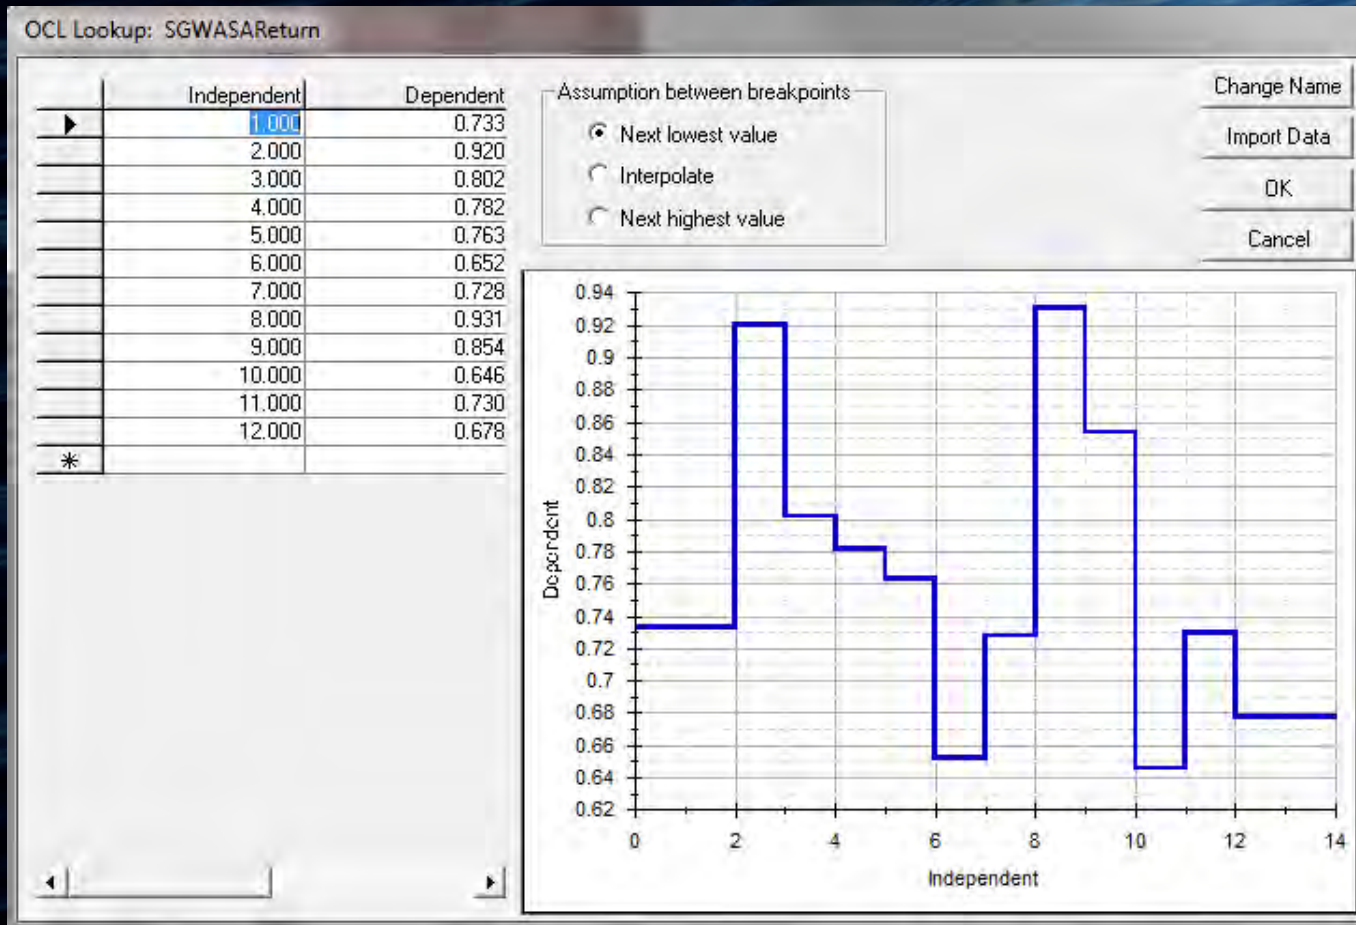 OCL Lookup: SGWASAReturn
Independent Dependent
1.000 0.733
2.000 0.920
3.000 0.802
4.000 0.782
5.000 0.763
6.000 0.652
7.000 0.728
8.000 0.931
9.000 0.854
10.000 0.646
11.000 0.730
12.000 0.678
Assumption between breakpoints
Next lowest value
Interpolate
Next highest value
Change Name
Import Data
OK
Cancel
0.94
0.92
0.9
0.88
0.86
0.84
0.82
0.8
0.78
0.76
0.74
0.72
0.7
0.68
0.66
0.64
0.62
Dependent
0 2 4 6 8 10 12 14
Independent